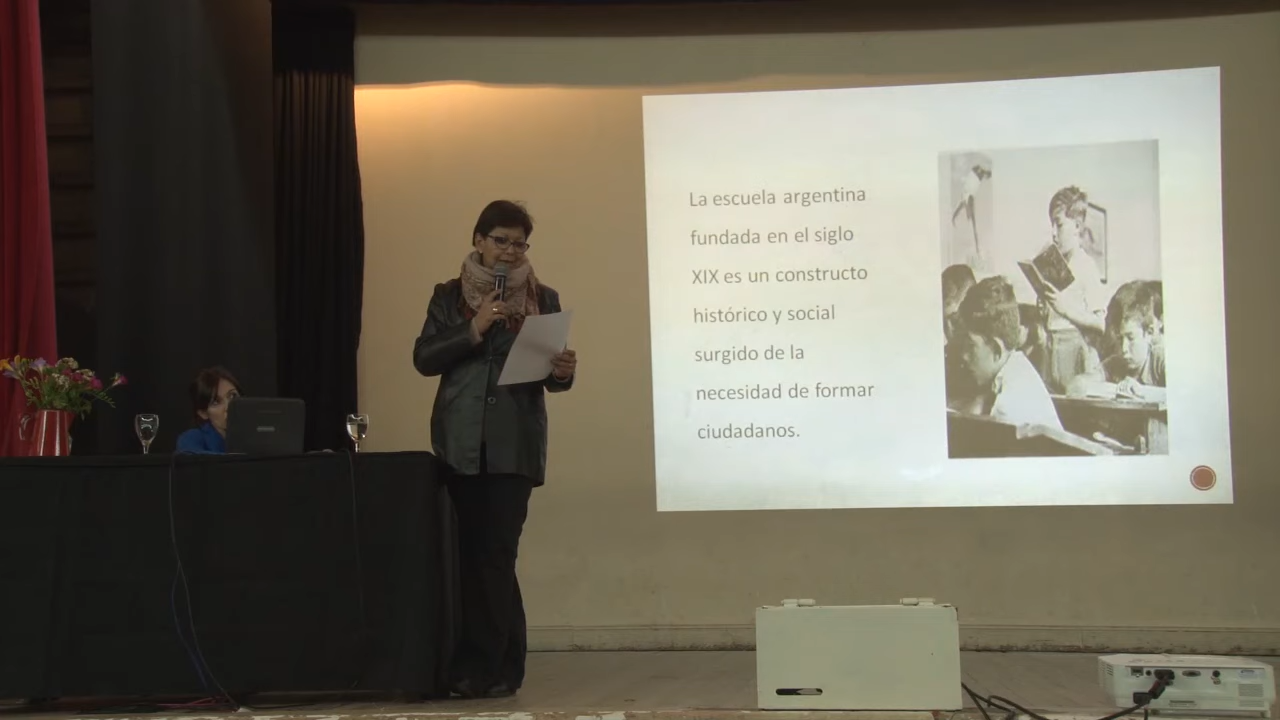 La escuela argentina
fundada en el siglo
XIX es un constructo
histórico y social
surgido de la
necesidad de formar
ciudadanos.